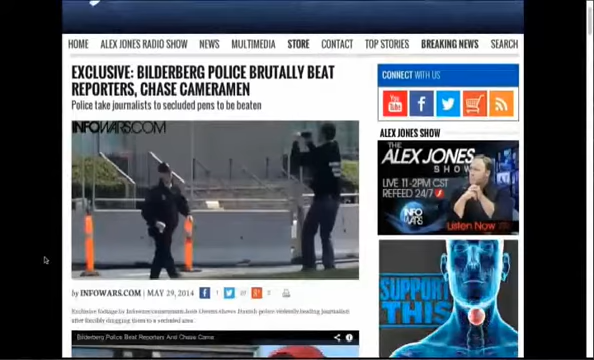 HOME ALEX JONES RADIO SHOW NEWS MULTIMEDIA STORE CONTACT TOP STORIES BREAKING NEWS SEARCH
EXCLUSIVE: BILDERBERG POLICE BRUTALLY BEAT
REPORTERS, CHASE CAMERAMEN
Police take journalists to secluded pens to be beaten
INFOWARS.COM
by INFOWARS.COM | MAY 29, 2014
Bilderberg Police Beat Reporters And Chase Came
CONNECT WITH US
You
Tube
ALEX JONES SHOW
THE
ALEX JONES
SHOW
LIVE 11-2PM CST
REFEED 24/7
INFO
WARS
Listen Now
SUPPORT
THIS